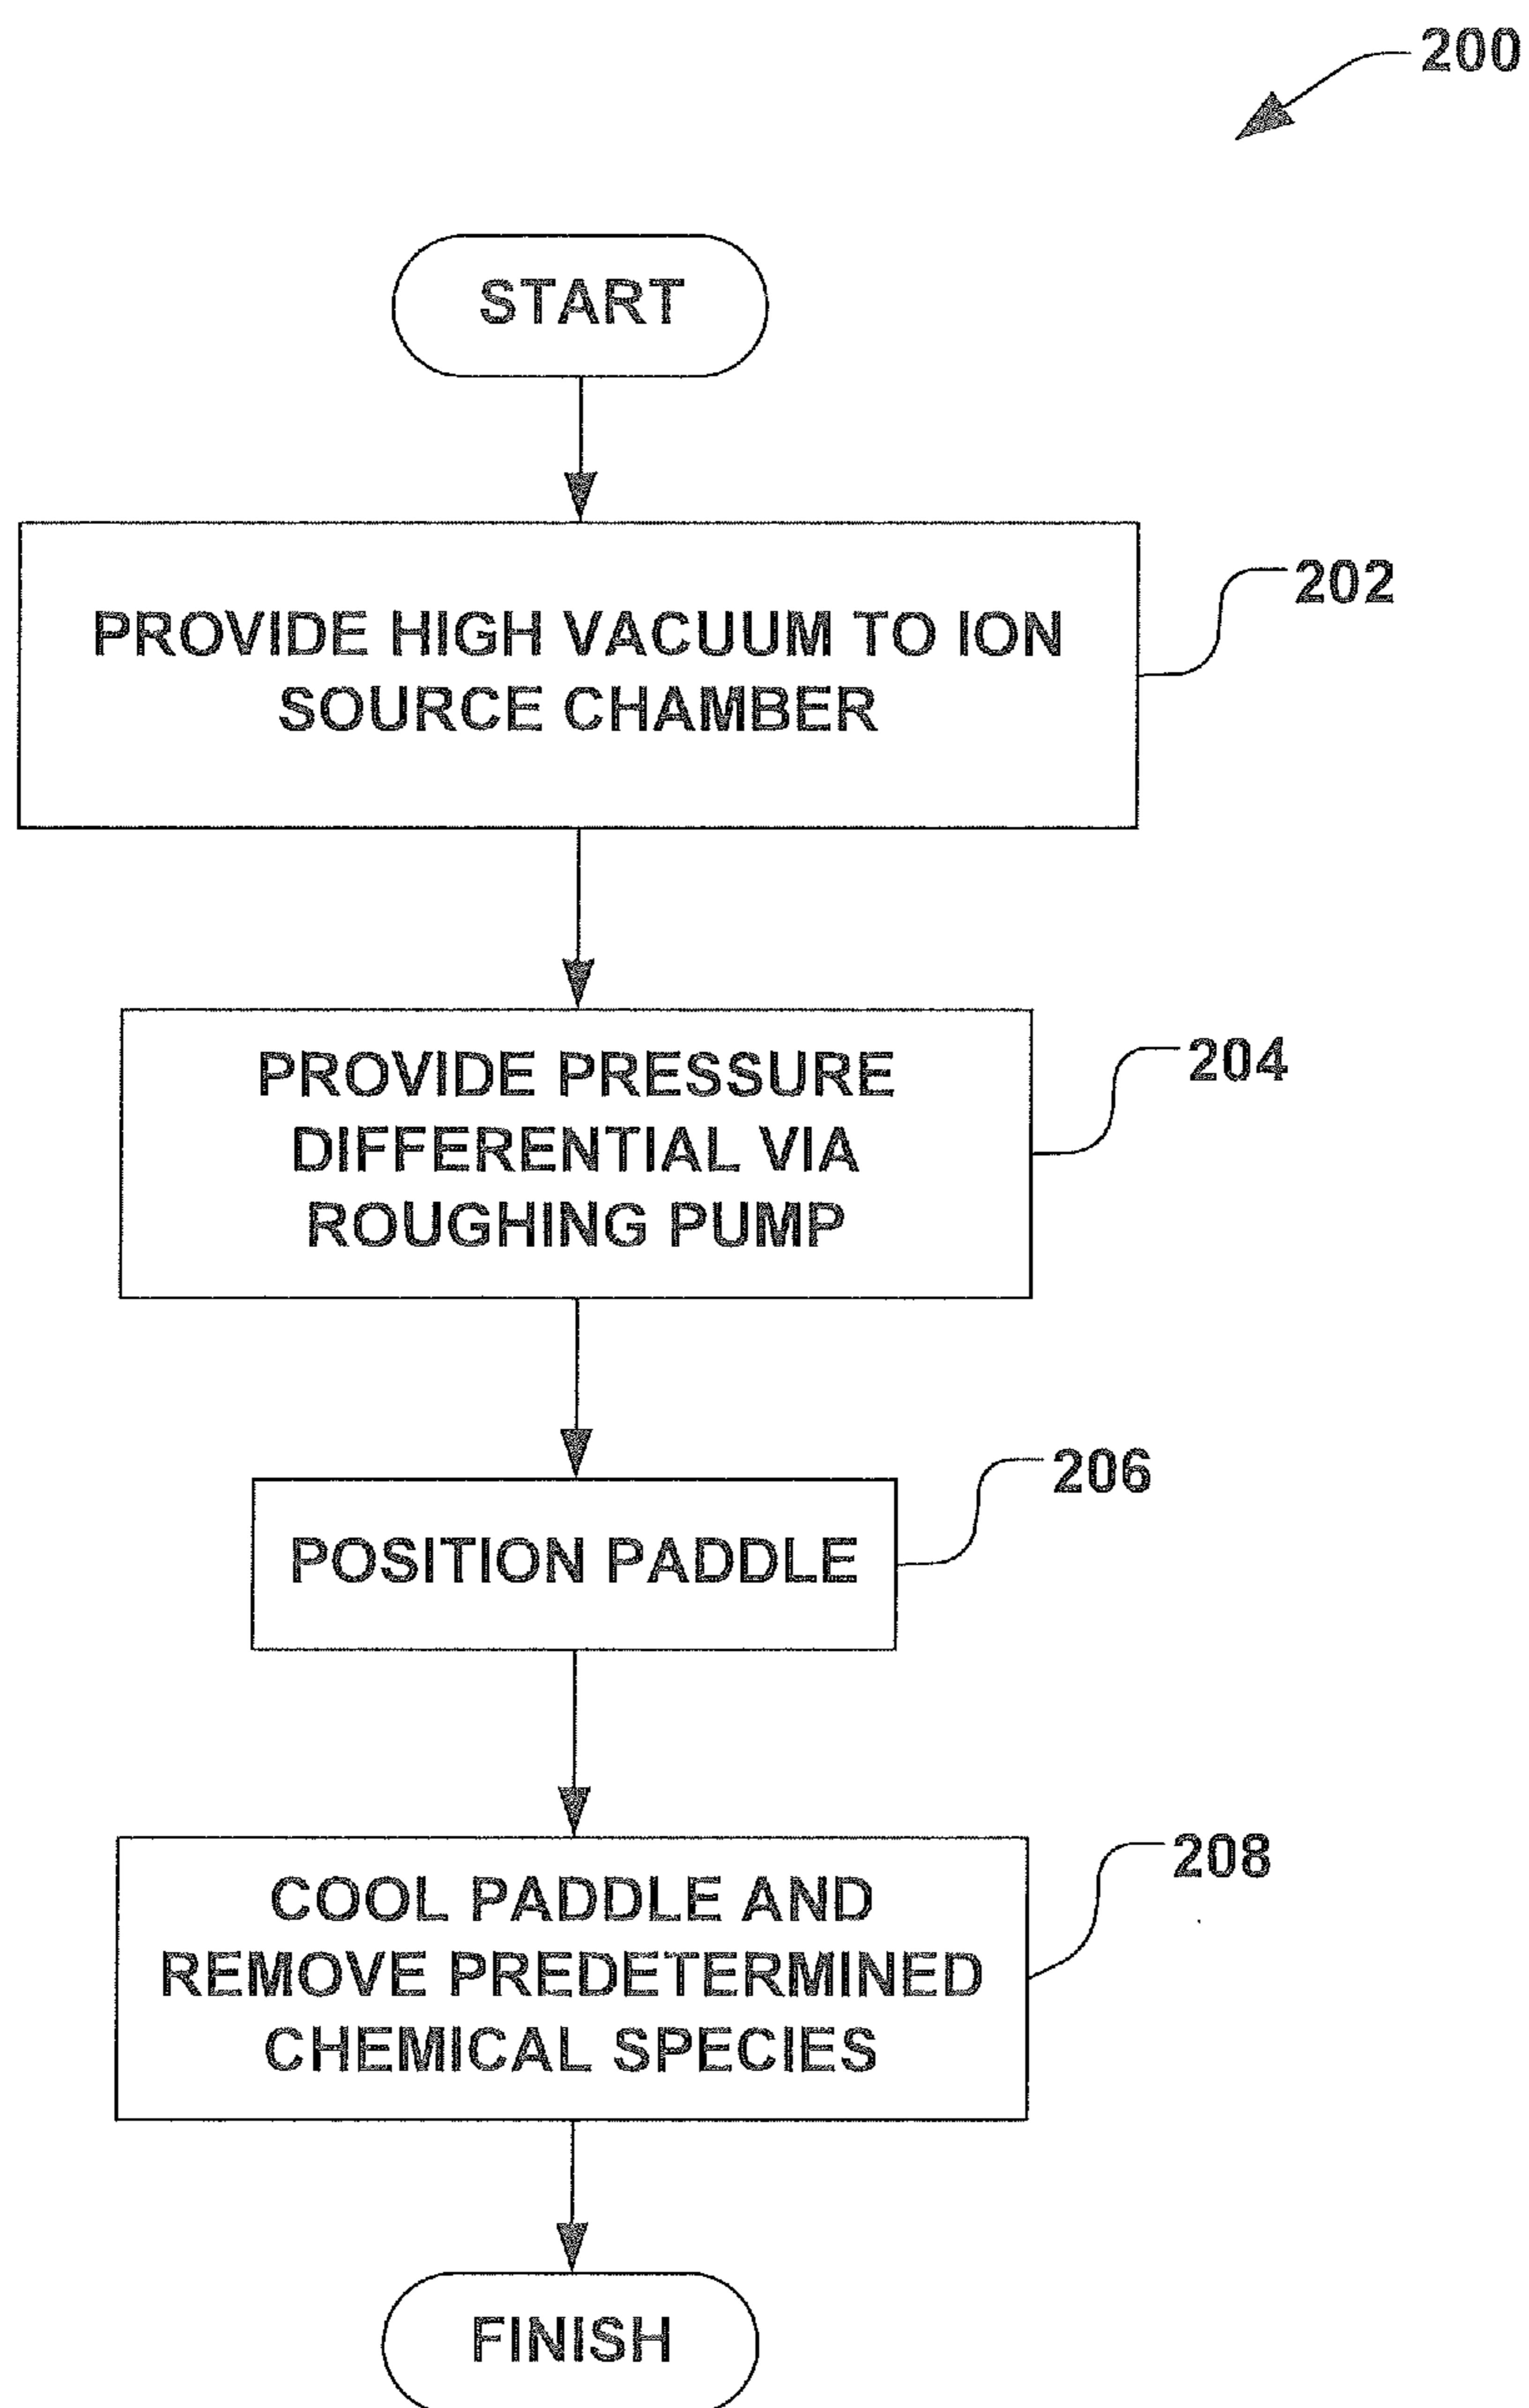 200
START
PROVIDE HIGH VACUUM TO ION
SOURCE CHAMBER
202
PROVIDE PRESSURE
DIFFERENTIAL VIA
ROUGHING PUMP
204
POSITION PADDLE
206
COOL PADDLE AND
REMOVE PREDETERMINED
CHEMICAL SPECIES
208
FINISH